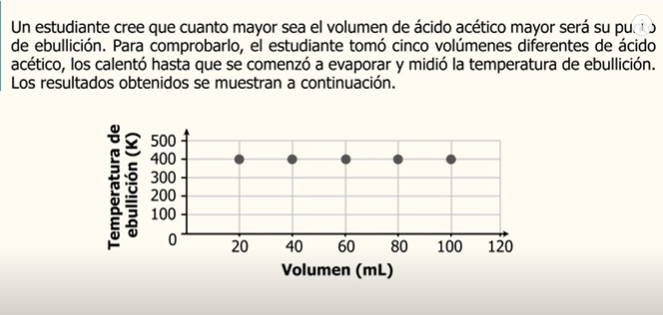 Un estudiante cree que cuanto mayor sea el volumen de ácido acético mayor será su
de ebullición. Para comprobarlo, el estudiante tomó cinco volúmenes diferentes de ácido
acético, los calentó hasta que se comenzó a evaporar y midió la temperatura de ebullición.
Los resultados obtenidos se muestran a continuación.
Temperatura de
ebullición (K)
500
400
300
200
100
0
20 40 60 80 100 120
Volumen (mL)